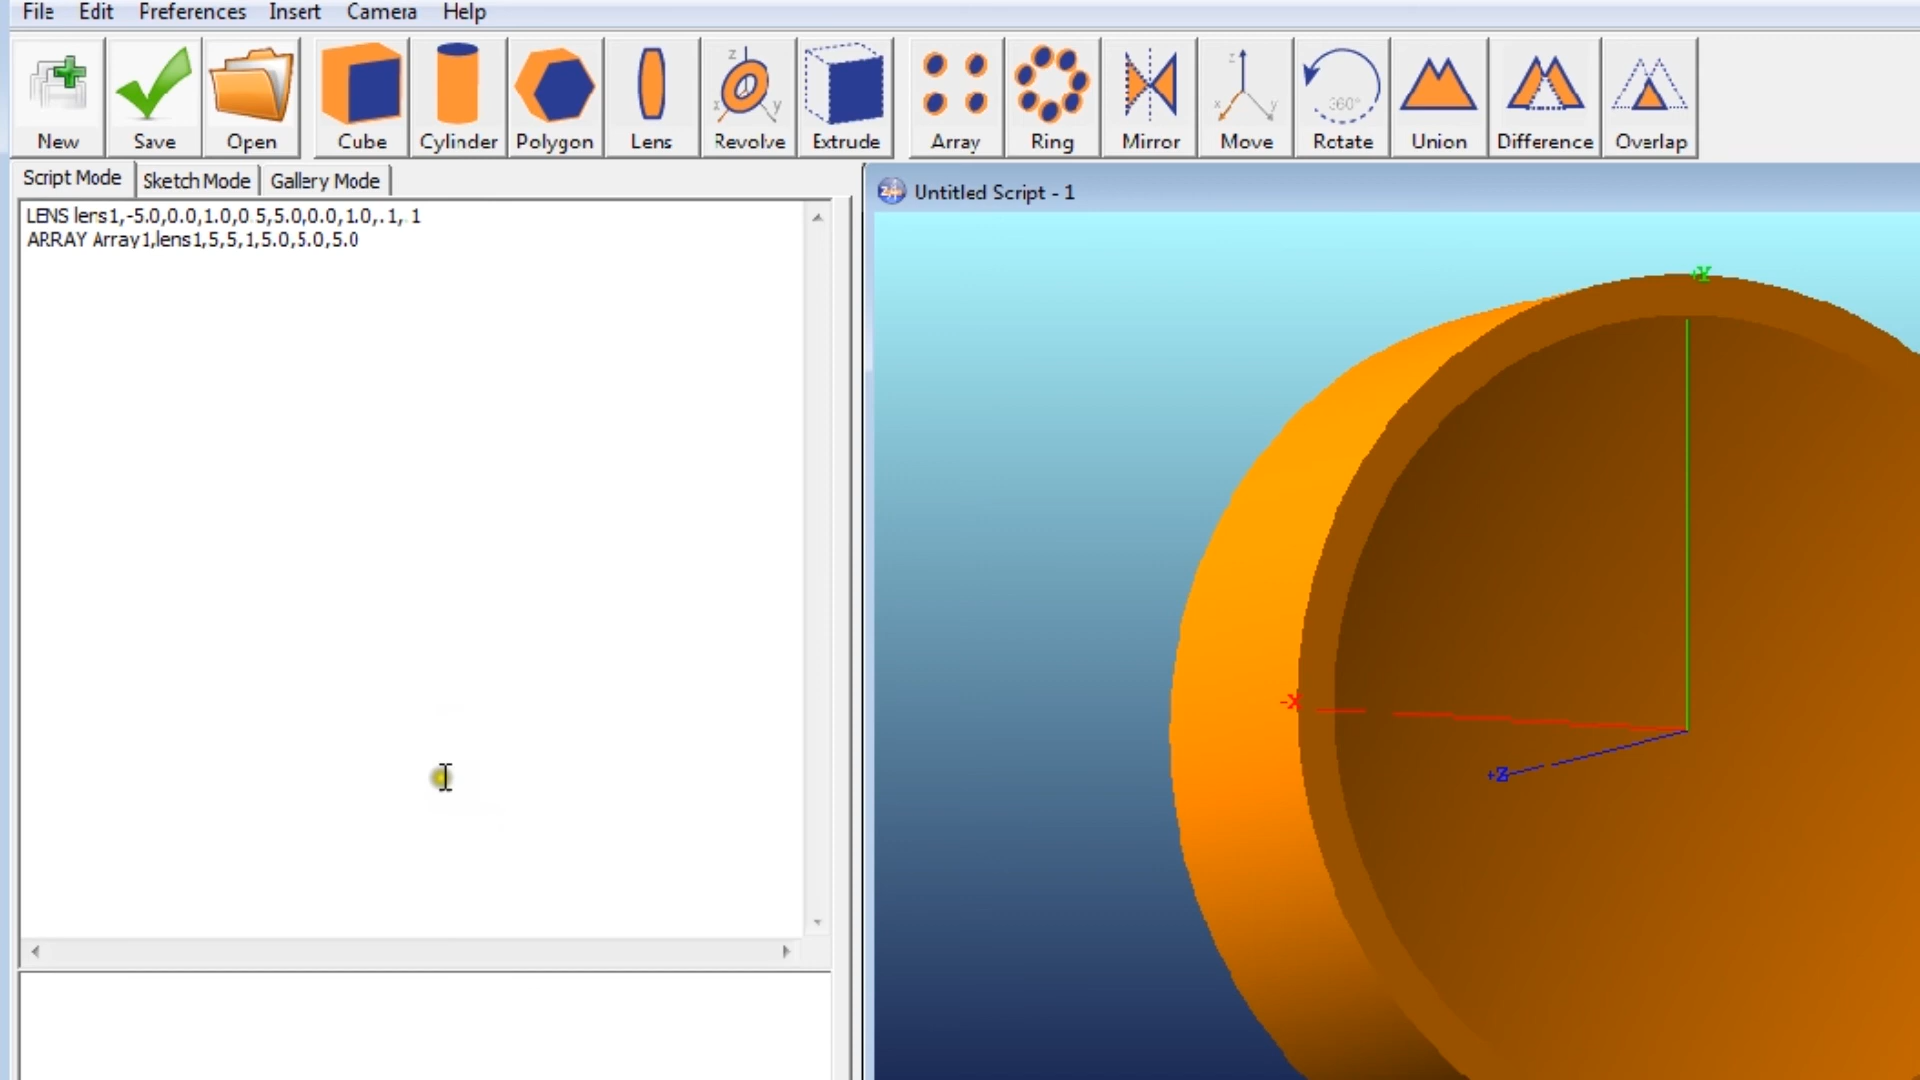 File Edit Preferences Insert Camera Help
New Save Open Cube Cylinder Polygon Lens Revolve Extrude Array Ring Mirror Move Rotate Union Difference Overlap
z x y
z x y
360°
Script Mode Sketch Mode Gallery Mode
Untitled Script - 1
LENS lens1,-5.0,0.0,1.0,0 5,5.0,0.0,1.0,.1,.1
ARRAY Array1,lens1,5,5,1,5.0,5.0,5.0
+Y
-X
+Z